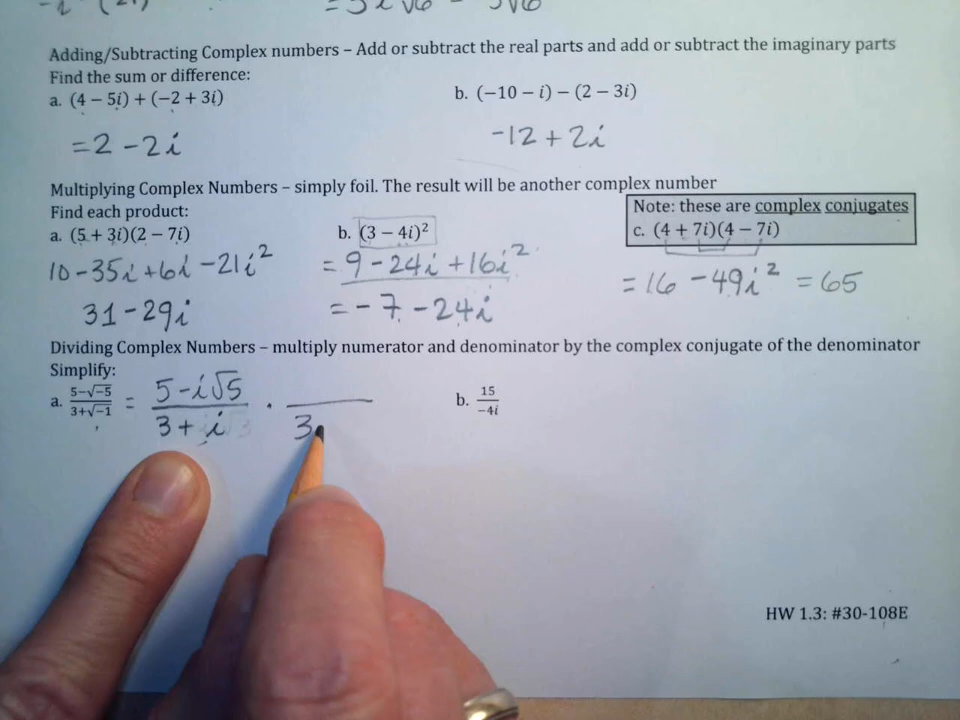 = 3i√6 - 3√6
Adding/Subtracting Complex numbers – Add or subtract the real parts and add or subtract the imaginary parts
Find the sum or difference:
a. (4 – 5i) + (−2 + 3i)
b. (−10 – i) – (2 – 3i)
= 2 - 2i
-12 + 2i
Multiplying Complex Numbers – simply foil. The result will be another complex number
Find each product:
a. (5 + 3i)(2 – 7i)
b. (3 – 4i)²
Note: these are complex conjugates
c. (4 + 7i)(4 – 7i)
10 - 35i + 6i - 21i²
= 9 - 24i + 16i²
= 16 - 49i² = 65
31 - 29i
= -7 - 24i
Dividing Complex Numbers – multiply numerator and denominator by the complex conjugate of the denominator
Simplify:
a. (5−√−5)/(3+√−1) = (5 - i√5)/(3 + i) · /3
b. 15/−4i
HW 1.3: #30-108E